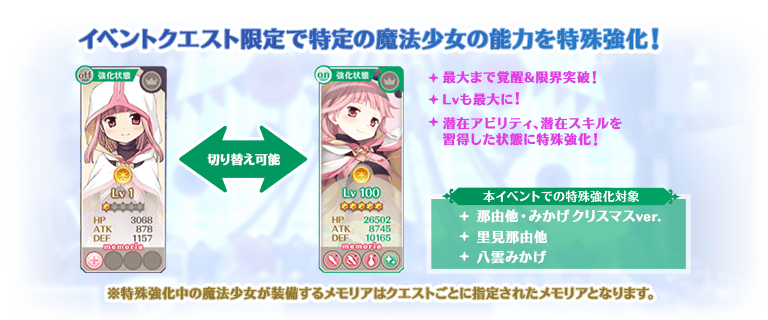 イベントクエスト限定で特定の魔法少女の能力を特殊強化！
off 強化状態
Lv 1
HP 3068
ATK 878
DEF 1157
memoria
切り替え可能
on 強化状態
Lv 100
HP 26502
ATK 8745
DEF 10165
memoria
最大まで覚醒&限界突破！
Lvも最大に！
潜在アビリティ、潜在スキルを
習得した状態に特殊強化！
本イベントでの特殊強化対象
那由他・みかげ クリスマスver.
里見那由他
八雲みかげ
※特殊強化中の魔法少女が装備するメモリアはクエストごとに指定されたメモリアとなります。